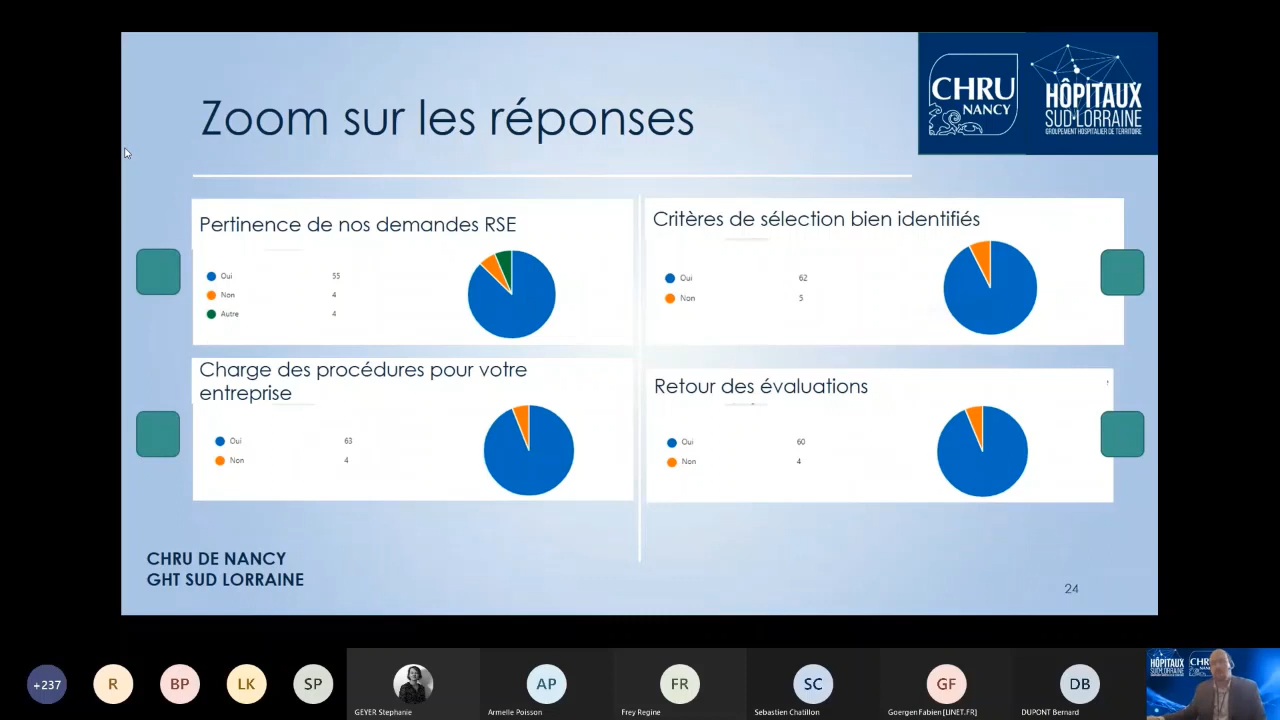 Zoom sur les réponses
CHRU
NANCY
HÔPITAUX
SUD-LORRAINE
GROUPEMENT HOSPITALIER DE TERRITOIRE
Pertinence de nos demandes RSE
Oui 55
Non 4
Autre 4
Critères de sélection bien identifiés
Oui 62
Non 5
Charge des procédures pour votre
entreprise
Oui 63
Non 4
Retour des évaluations
Oui 60
Non 4
CHRU DE NANCY
GHT SUD LORRAINE
24
+237
R
BP
LK
SP
GEYER Stephanie
AP
Armelle Poisson
FR
Frey Regine
SC
Sebastien Chatillon
GF
Goergen Fabien [LINET.FR]
DB
DUPONT Bernard
HÔPITAUX
SUD-LORRAINE